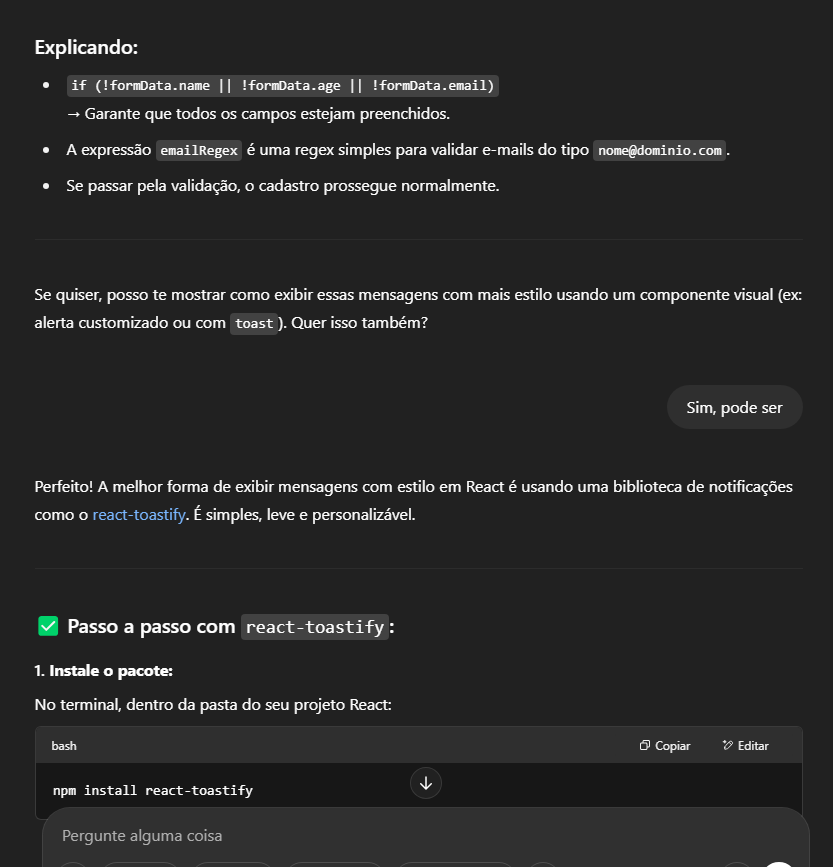 Explicando:
if (!formData.name || !formData.age || !formData.email)
→ Garante que todos os campos estejam preenchidos.
A expressão emailRegex é uma regex simples para validar e-mails do tipo nome@dominio.com.
Se passar pela validação, o cadastro prossegue normalmente.
Se quiser, posso te mostrar como exibir essas mensagens com mais estilo usando um componente visual (ex:
alerta customizado ou com toast). Quer isso também?
Sim, pode ser
Perfeito! A melhor forma de exibir mensagens com estilo em React é usando uma biblioteca de notificações
como o react-toastify. É simples, leve e personalizável.
Passo a passo com react-toastify:
1. Instale o pacote:
No terminal, dentro da pasta do seu projeto React:
bash Copiar Editar
npm install react-toastify
Pergunte alguma coisa